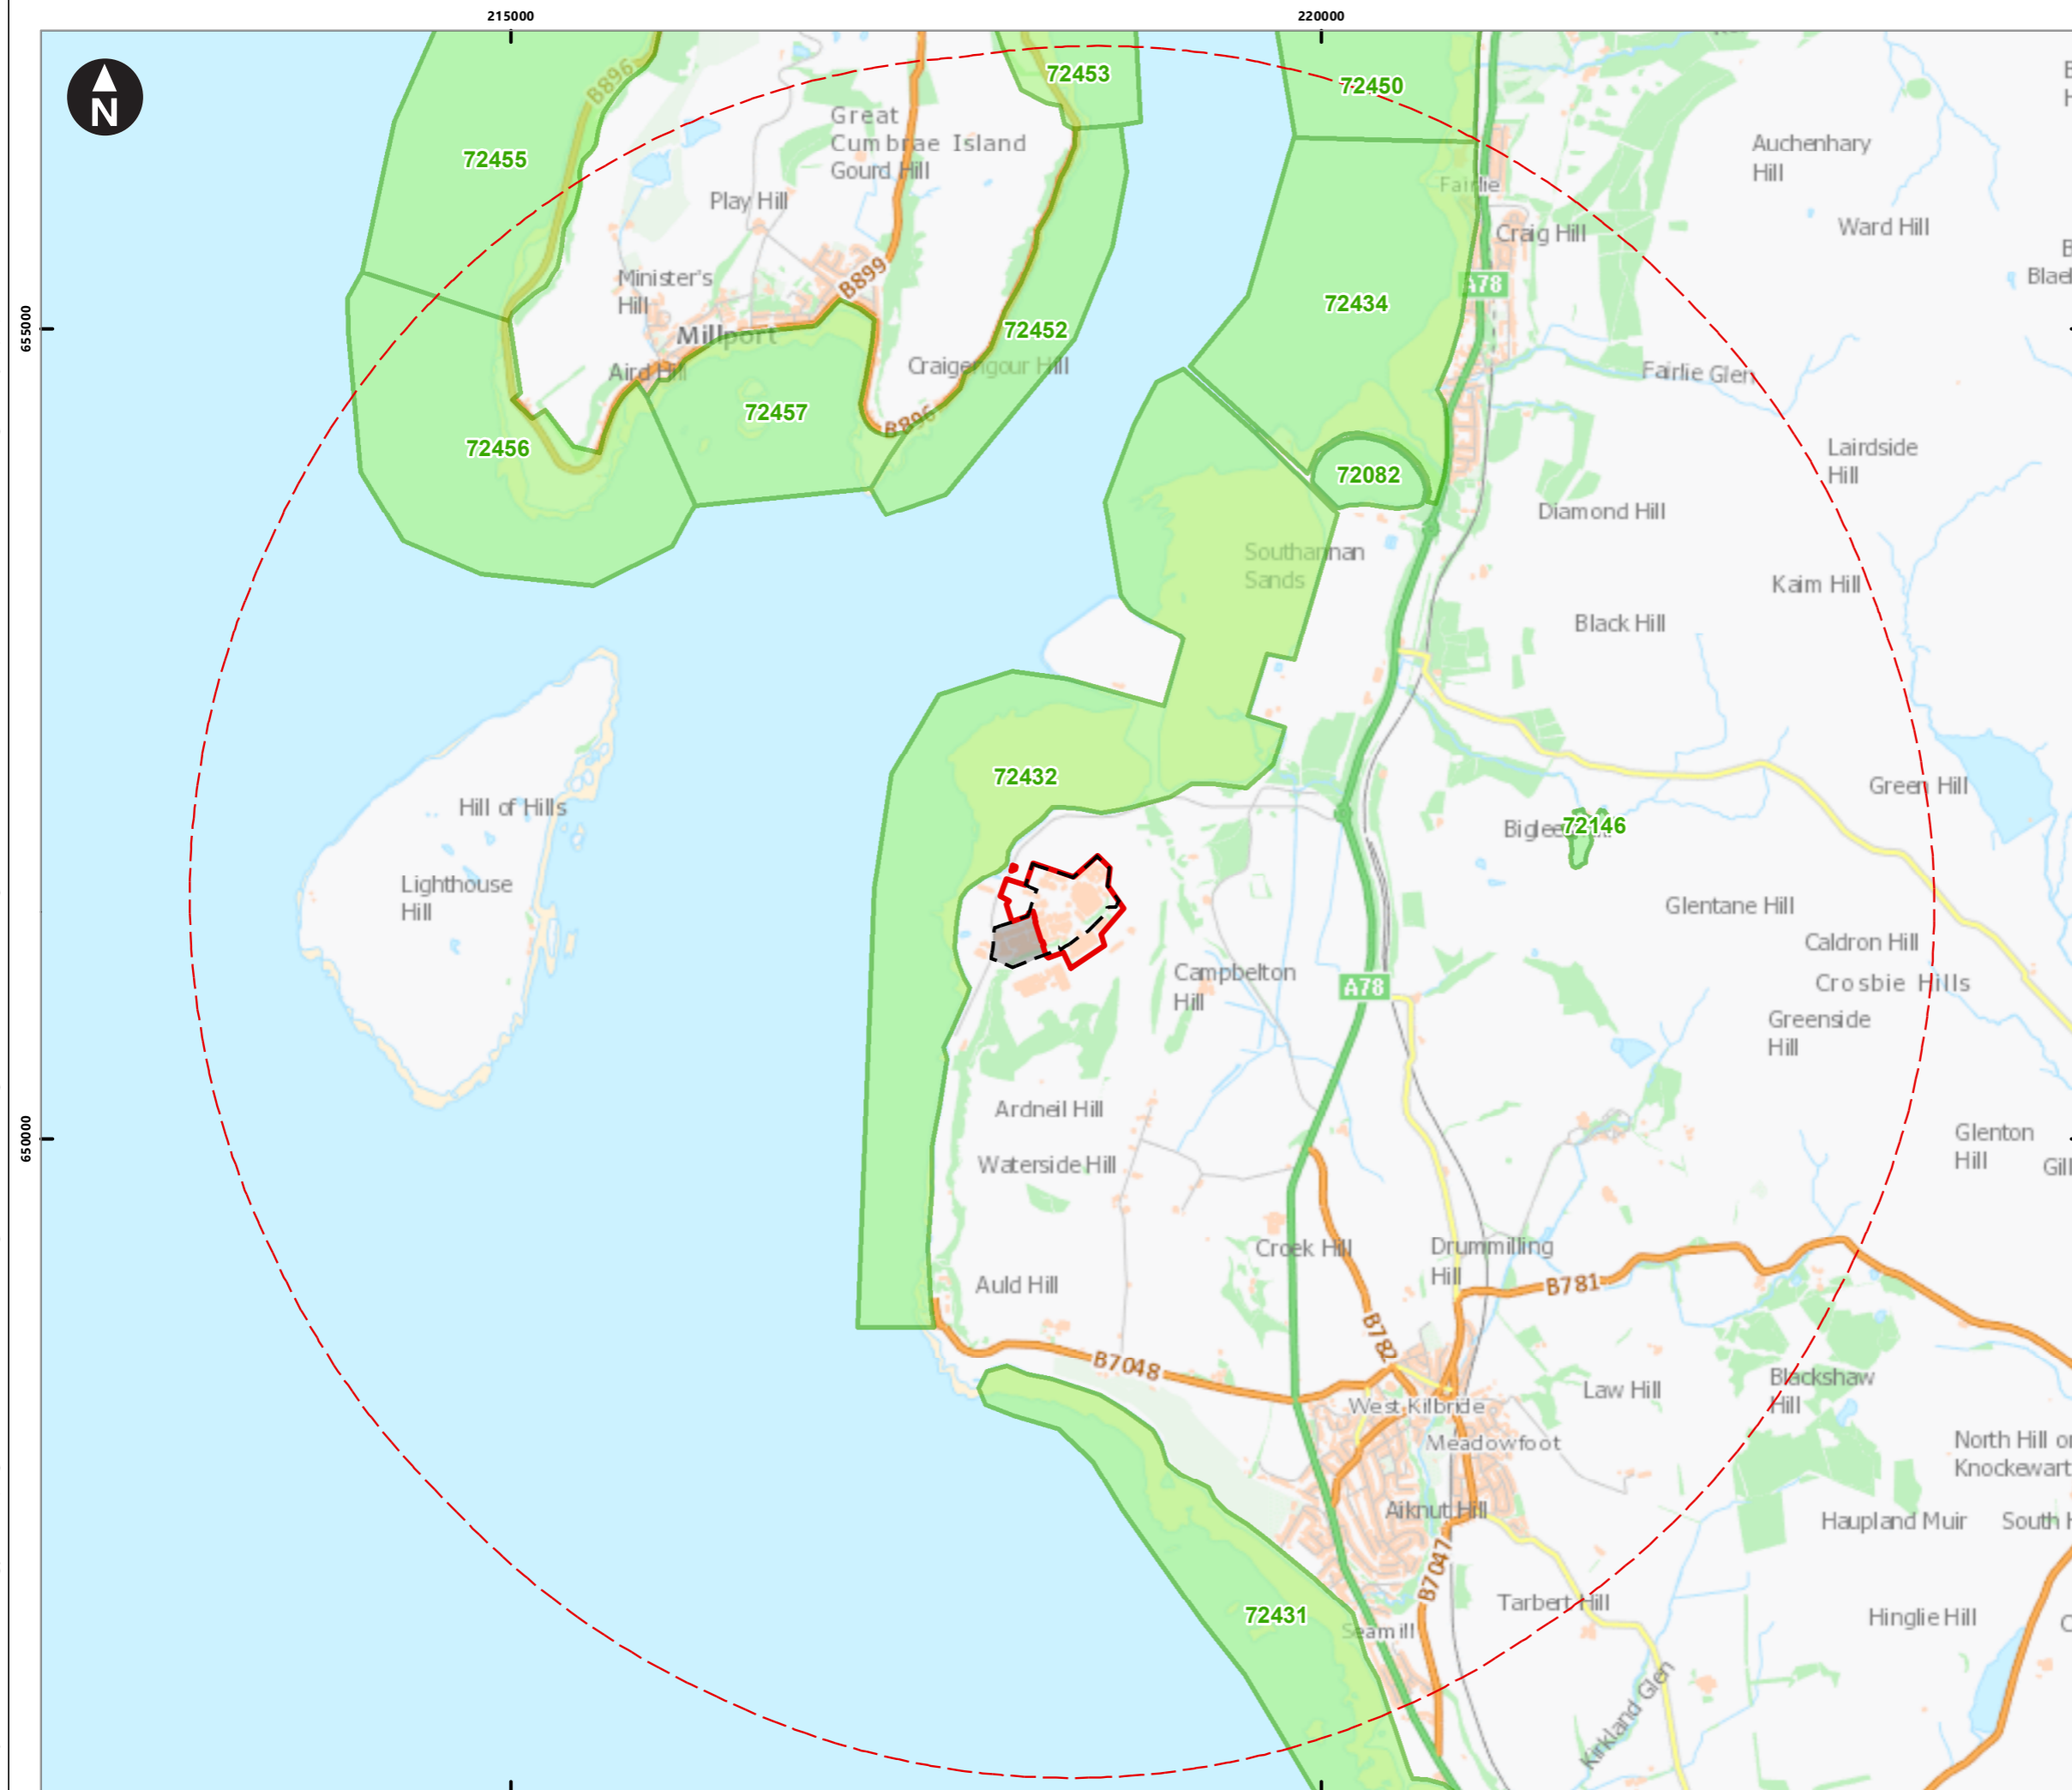 215000
220000
N
B896
72453
72450
Great
Cumbrae Island
Gourd Hill
72455
Play Hill
Auchenhary
Hill
Fairlie
Craig Hill
Ward Hill
Minister's
Hill
B899
A78
72434
655000
Millport
72452
Aird Hill
Craigengour Hill
Fairlie Glen
72457
B896
72456
72082
Lairdside
Hill
Diamond Hill
Southannan
Sands
Kaim Hill
Black Hill
72432
Hill of Hills
Green Hill
72146
Lighthouse
Hill
Glentane Hill
Caldron Hill
Campbelton
Hill
A78
Crosbie Hills
Greenside
Hill
Ardneil Hill
650000
Glenton
Hill
Waterside Hill
Crock Hill
Drummilling
Hill
Auld Hill
B781
B782
B7048
Blackshaw
Hill
Law Hill
West Kilbride
Meadowfoot
North Hill
Knockewart
Aiknut Hill
Haupland Muir
South
B7047
Tarbert Hill
72431
Seamill
Hinglie Hill
Kirkland Glen